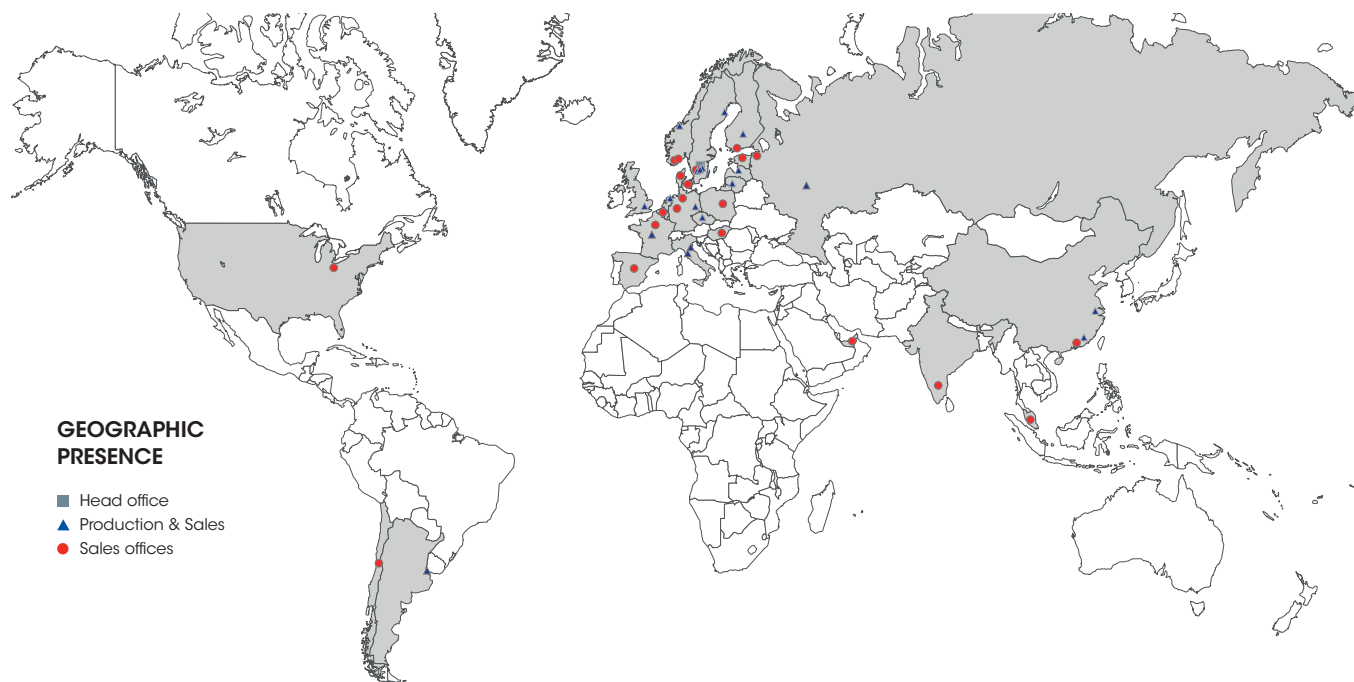 GEOGRAPHIC
PRESENCE
Head office
Production & Sales
Sales offices